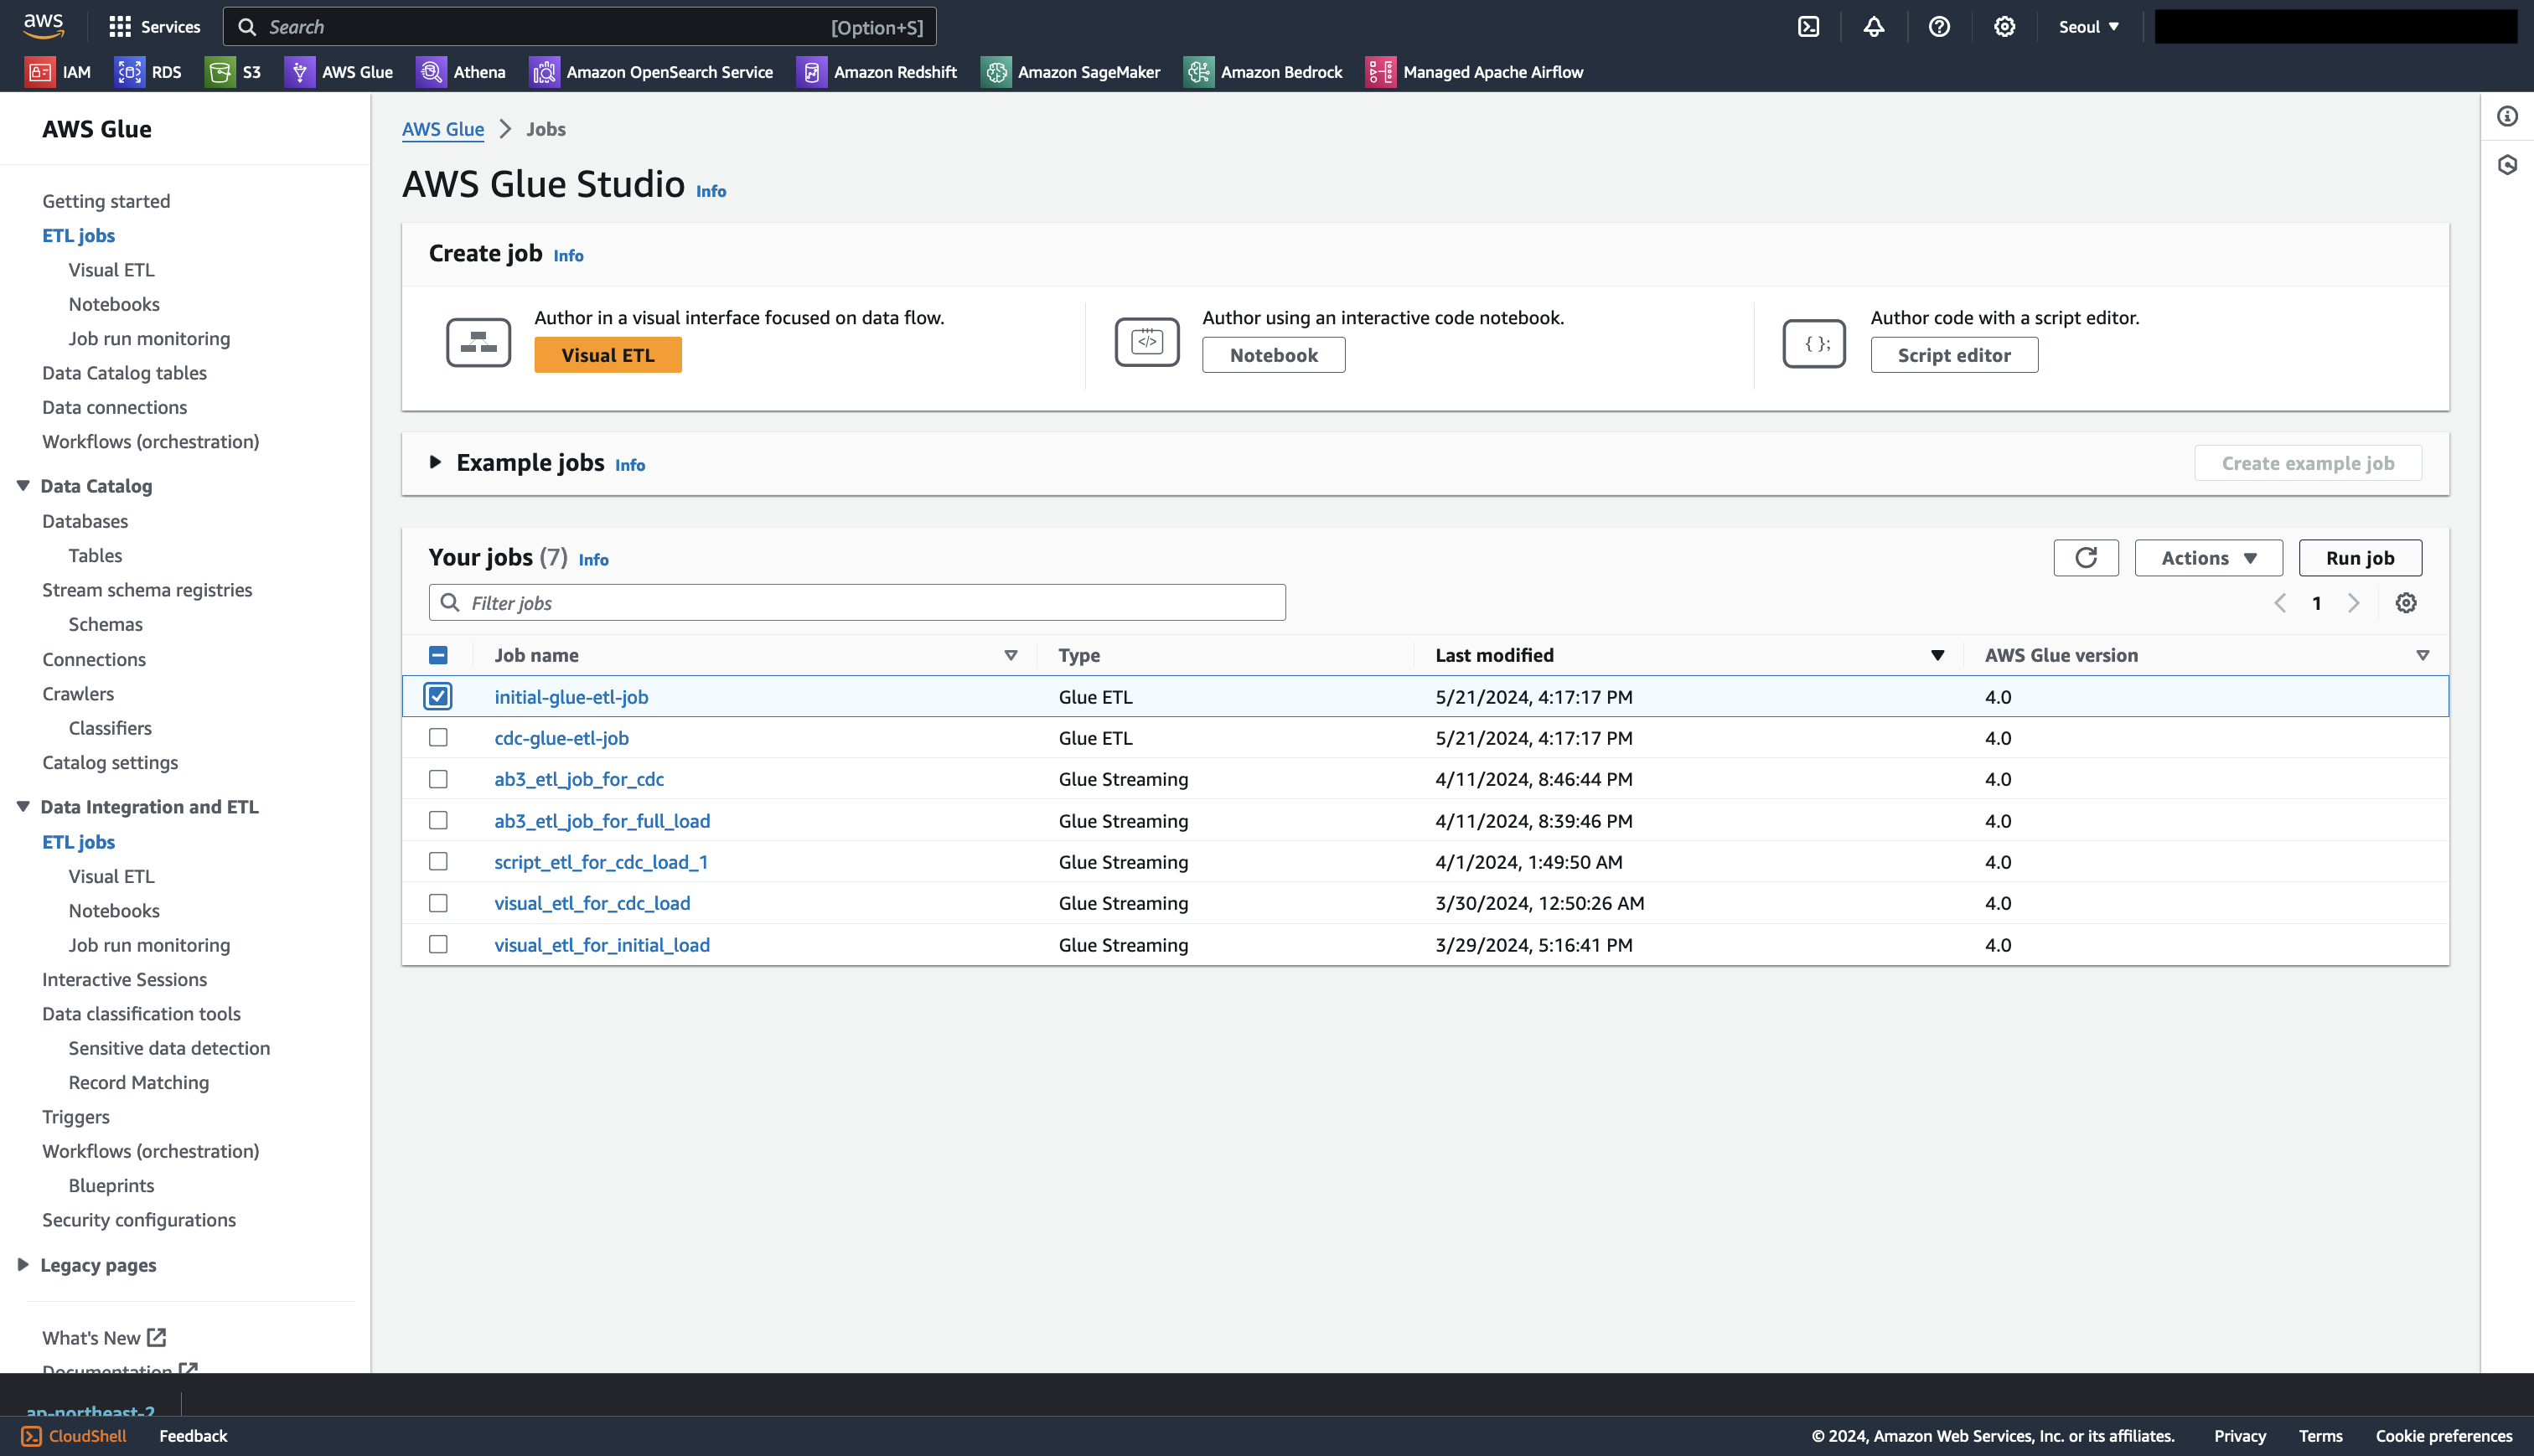 aws
Services
Search [Option+S]
Seoul
IAM RDS S3 AWS Glue Athena Amazon OpenSearch Service Amazon Redshift Amazon SageMaker Amazon Bedrock Managed Apache Airflow
AWS Glue
Getting started
ETL jobs
Visual ETL
Notebooks
Job run monitoring
Data Catalog tables
Data connections
Workflows (orchestration)
Data Catalog
Databases
Tables
Stream schema registries
Schemas
Connections
Crawlers
Classifiers
Catalog settings
Data Integration and ETL
ETL jobs
Visual ETL
Notebooks
Job run monitoring
Interactive Sessions
Data classification tools
Sensitive data detection
Record Matching
Triggers
Workflows (orchestration)
Blueprints
Security configurations
Legacy pages
What's New
Documentation
AWS Glue Jobs
AWS Glue Studio Info
Create job Info
Author in a visual interface focused on data flow.
Visual ETL
Author using an interactive code notebook.
</>
Notebook
Author code with a script editor.
{ };
Script editor
Example jobs Info
Create example job
Your jobs (7) Info
Actions
Run job
Filter jobs
1
Job name Type Last modified AWS Glue version
initial-glue-etl-job Glue ETL 5/21/2024, 4:17:17 PM 4.0
cdc-glue-etl-job Glue ETL 5/21/2024, 4:17:17 PM 4.0
ab3_etl_job_for_cdc Glue Streaming 4/11/2024, 8:46:44 PM 4.0
ab3_etl_job_for_full_load Glue Streaming 4/11/2024, 8:39:46 PM 4.0
script_etl_for_cdc_load_1 Glue Streaming 4/1/2024, 1:49:50 AM 4.0
visual_etl_for_cdc_load Glue Streaming 3/30/2024, 12:50:26 AM 4.0
visual_etl_for_initial_load Glue Streaming 3/29/2024, 5:16:41 PM 4.0
ap-northeast-2
CloudShell Feedback
© 2024, Amazon Web Services, Inc. or its affiliates. Privacy Terms Cookie preferences